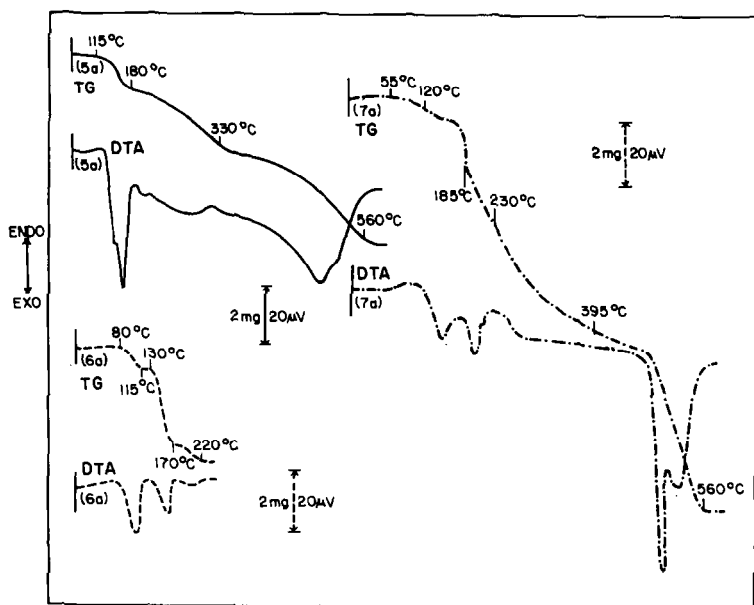 115°C
(5a)
TG
180°C
330°C
560°C
DTA
(5a)
ENDO
EXO
2mg 20μV
80°C
(6a)
TG
130°C
115°C
170°C
220°C
DTA
(6a)
2mg 20μV
55°C
(7a)
TG
120°C
2mg 20μV
185°C
230°C
395°C
560°C
DTA
(7a)